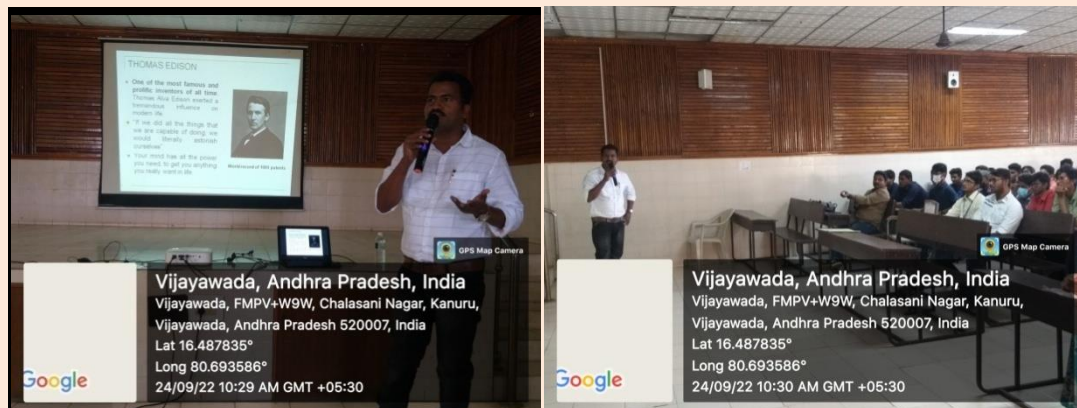 THOMAS EDISON
One of the most famous and
prolific inventors of all time.
Thomas Alva Edison exerted a
tremendous influence on
modern life.
"If we did all the things that
we are capable of doing, we
would literally astonish
ourselves".
Your mind has all the power
you need, to get you anything
you really want in life.
GPS Map Camera
Vijayawada, Andhra Pradesh, India
Vijayawada, FMPV+W9W, Chalasani Nagar, Kanuru,
Vijayawada, Andhra Pradesh 520007, India
Lat 16.487835°
Long 80.693586°
24/09/22 10:29 AM GMT +05:30
Google
GPS Map Camera
Vijayawada, Andhra Pradesh, India
Vijayawada, FMPV+W9W, Chalasani Nagar, Kanuru,
Vijayawada, Andhra Pradesh 520007, India
Lat 16.487835°
Long 80.693586°
24/09/22 10:30 AM GMT +05:30
Google